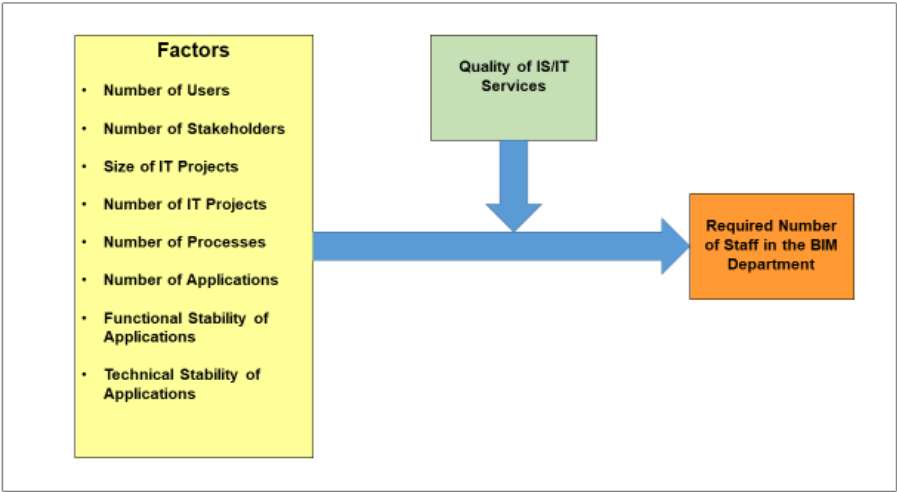 Factors
• Number of Users
• Number of Stakeholders
• Size of IT Projects
• Number of IT Projects
• Number of Processes
• Number of Applications
• Functional Stability of
Applications
• Technical Stability of
Applications
Quality of IS/IT
Services
Required Number
of Staff in the BIM
Department